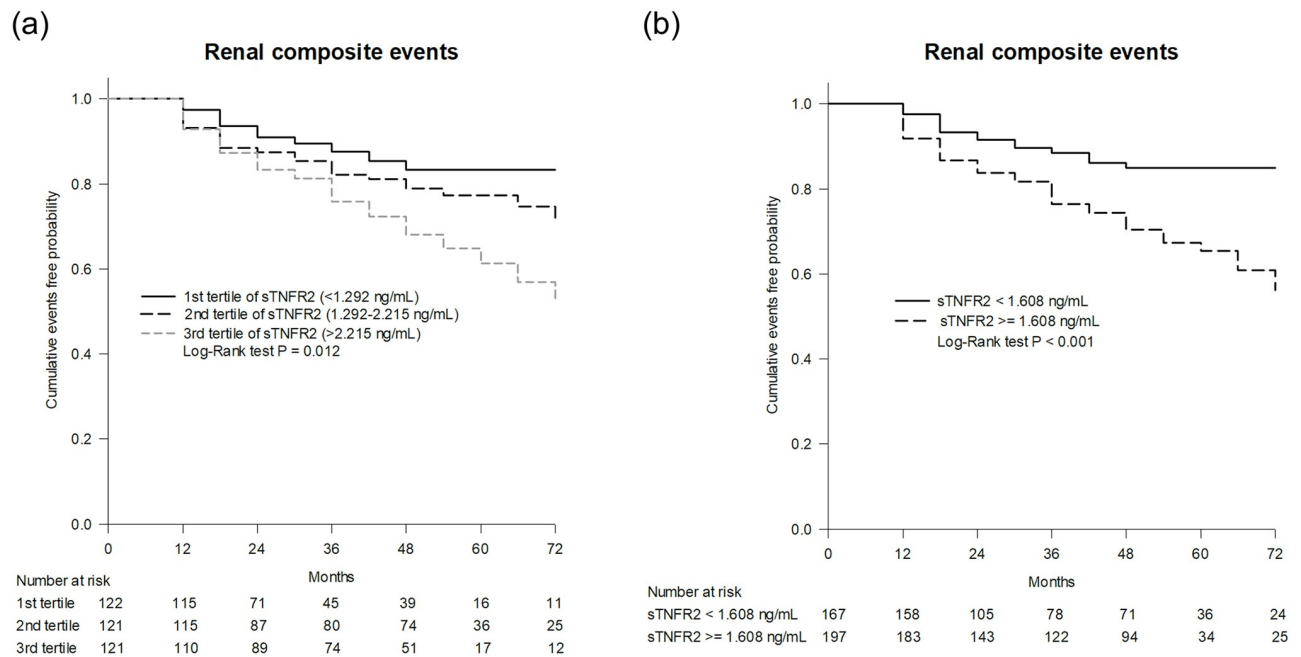 (a)
Renal composite events
Cumulative events free probability
1.0
0.8
0.6
0.4
0.2
0.0
1st tertile of sTNFR2 (<1.292 ng/mL)
2nd tertile of sTNFR2 (1.292-2.215 ng/mL)
3rd tertile of sTNFR2 (>2.215 ng/mL)
Log-Rank test P = 0.012
0 12 24 36 48 60 72
Months
Number at risk
1st tertile 122 115 71 45 39 16 11
2nd tertile 121 115 87 80 74 36 25
3rd tertile 121 110 89 74 51 17 12
(b)
Renal composite events
Cumulative events free probability
1.0
0.8
0.6
0.4
0.2
0.0
sTNFR2 < 1.608 ng/mL
sTNFR2 >= 1.608 ng/mL
Log-Rank test P < 0.001
0 12 24 36 48 60 72
Months
Number at risk
sTNFR2 < 1.608 ng/mL 167 158 105 78 71 36 24
sTNFR2 >= 1.608 ng/mL 197 183 143 122 94 34 25